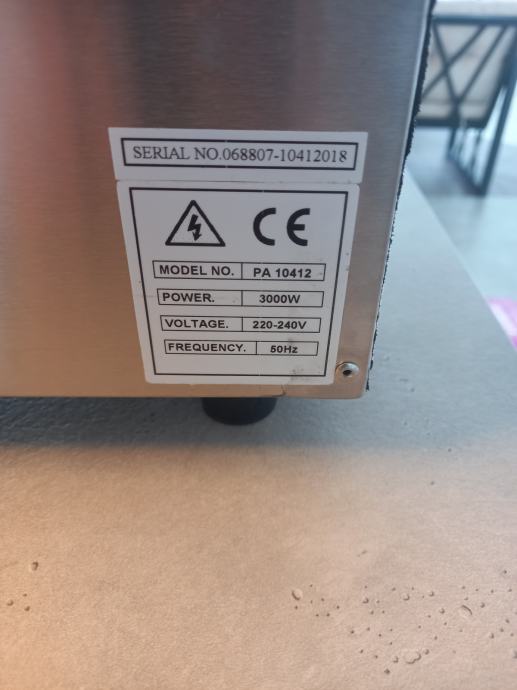 SERIAL NO.068807-10412018
CE
MODEL NO. PA 10412
POWER. 3000W
VOLTAGE. 220-240V
FREQUENCY. 50Hz